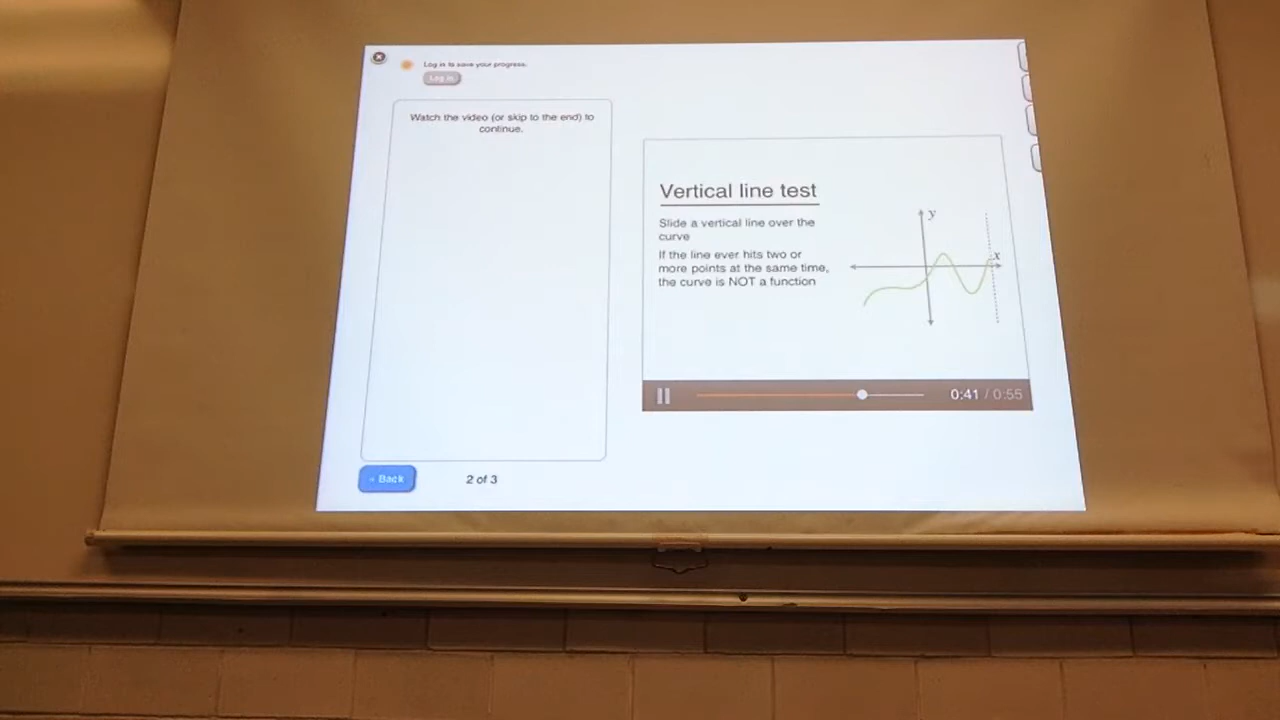 Log in to save your progress.
Log in
Watch the video (or skip to the end) to
continue.
Vertical line test
Slide a vertical line over the
curve
If the line ever hits two or
more points at the same time,
the curve is NOT a function
y
x
0:41 / 0:55
« Back
2 of 3